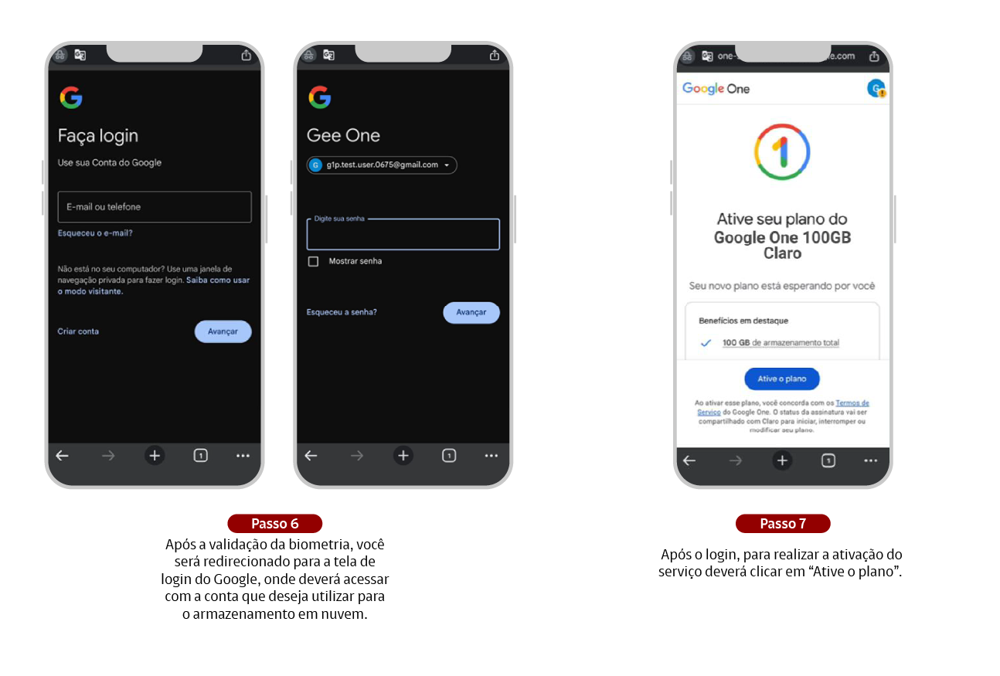 Faça login
Use sua Conta do Google
E-mail ou telefone
Esqueceu o e-mail?
Não está no seu computador? Use uma janela de
navegação privada para fazer login. Saiba como usar
o modo visitante.
Criar conta
Avançar
1
Gee One
G
g1p.test.user.0675@gmail.com
Digite sua senha
Mostrar senha
Esqueceu a senha?
Avançar
1
Passo 6
Após a validação da biometria, você
será redirecionado para a tela de
login do Google, onde deverá acessar
com a conta que deseja utilizar para
o armazenamento em nuvem.
Google One
G
1
Ative seu plano do
Google One 100GB
Claro
Seu novo plano está esperando por você
Benefícios em destaque
100 GB de armazenamento total
Ative o plano
Ao ativar esse plano, você concorda com os Termos de
Serviço do Google One. O status da assinatura vai ser
compartilhado com Claro para iniciar, interromper ou
modificar seu plano.
1
Passo 7
Após o login, para realizar a ativação do
serviço deverá clicar em “Ative o plano”.